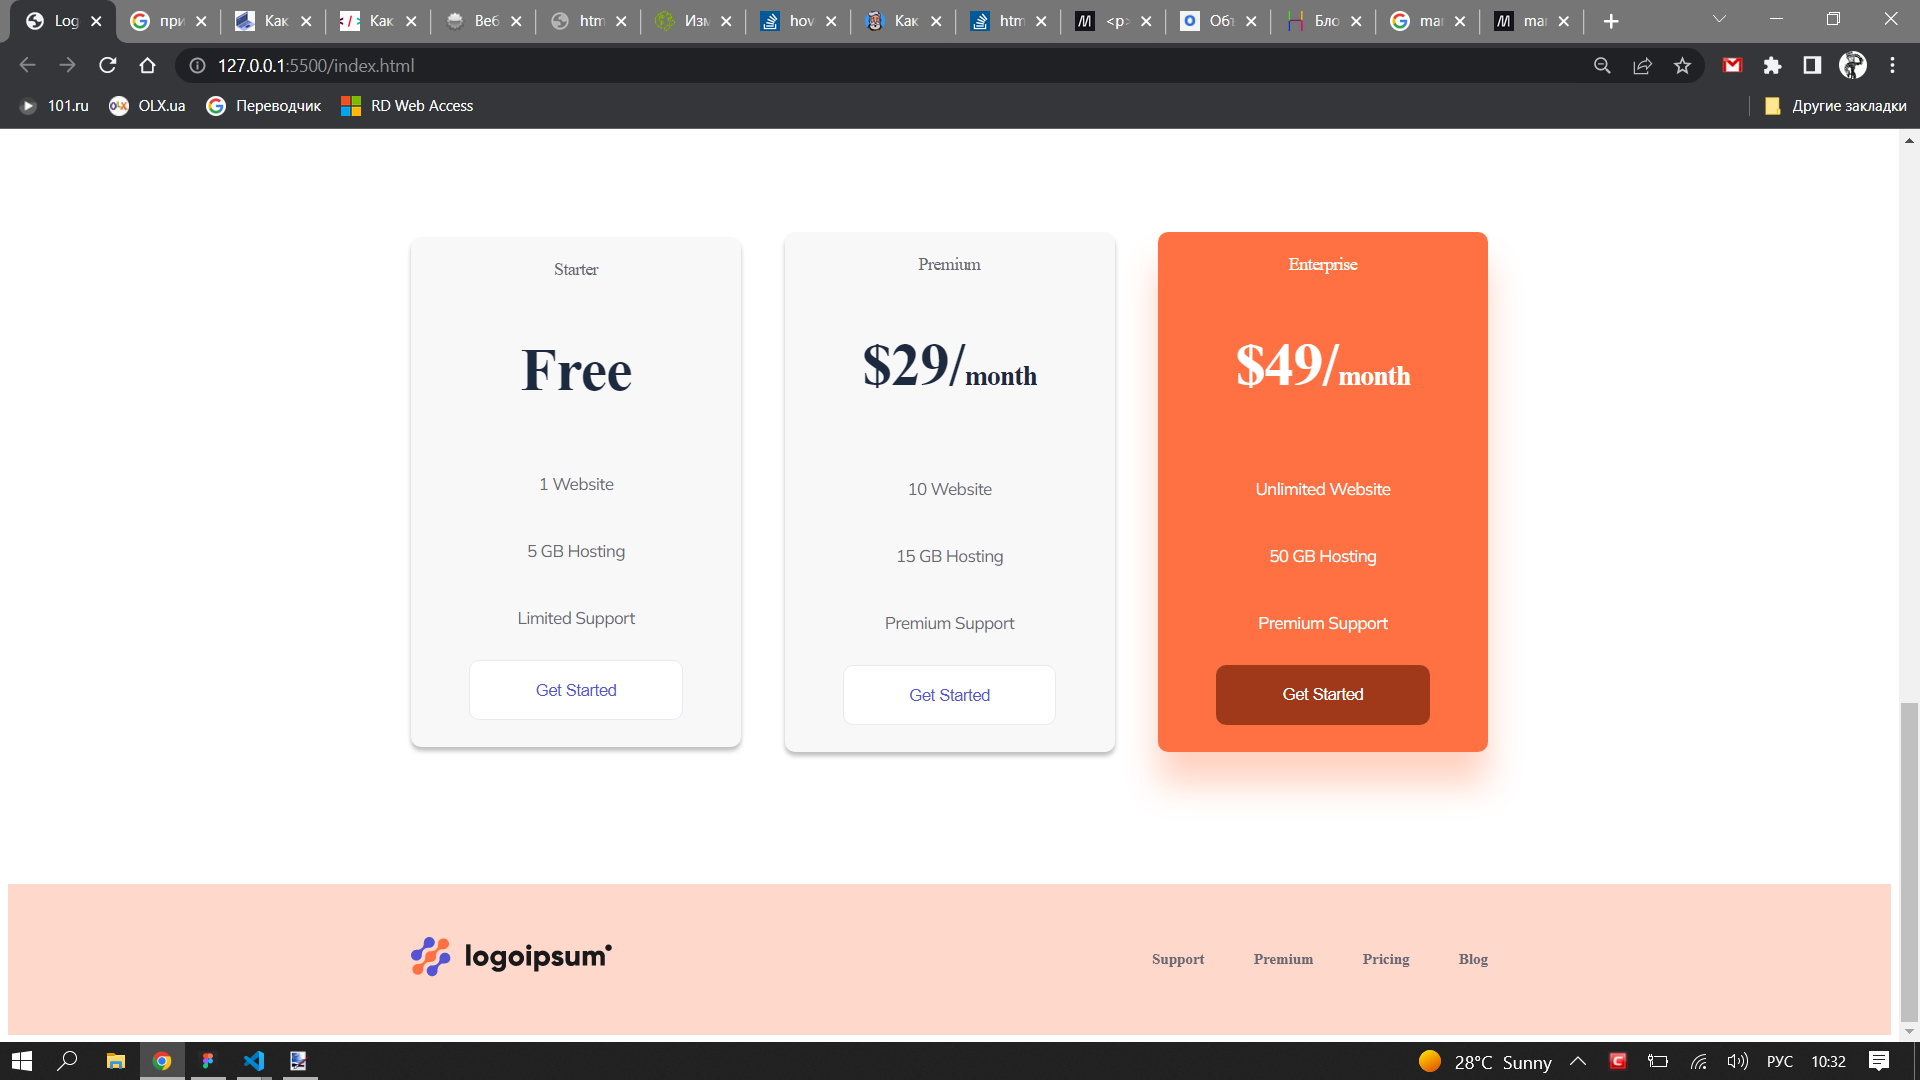 Log
при
Как
Как
Веб
htm
Изм
hov
Как
htm
<p>
Объ
Бло
mar
mar
127.0.0.1:5500/index.html
101.ru
OLX.ua
Переводчик
RD Web Access
Другие закладки
Starter
Free
1 Website
5 GB Hosting
Limited Support
Get Started
Premium
$29/month
10 Website
15 GB Hosting
Premium Support
Get Started
Enterprise
$49/month
Unlimited Website
50 GB Hosting
Premium Support
Get Started
logoipsum
Support
Premium
Pricing
Blog
28°C Sunny
РУС
10:32